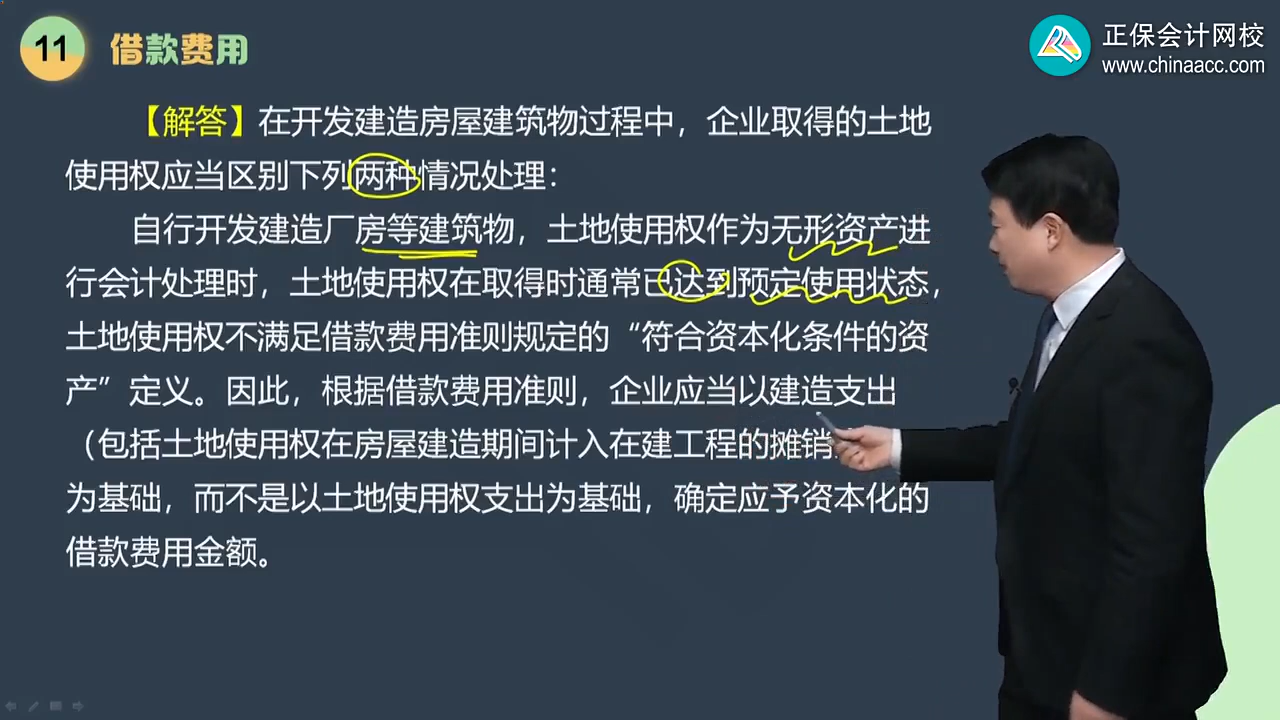 11 借款费用
正保会计网校
www.chinaacc.com
【解答】在开发建造房屋建筑物过程中，企业取得的土地
使用权应当区别下列两种情况处理：
自行开发建造厂房等建筑物，土地使用权作为无形资产进
行会计处理时，土地使用权在取得时通常已达到预定使用状态，
土地使用权不满足借款费用准则规定的“符合资本化条件的资
产”定义。因此，根据借款费用准则，企业应当以建造支出
（包括土地使用权在房屋建造期间计入在建工程的摊销
为基础，而不是以土地使用权支出为基础，确定应予资本化的
借款费用金额。